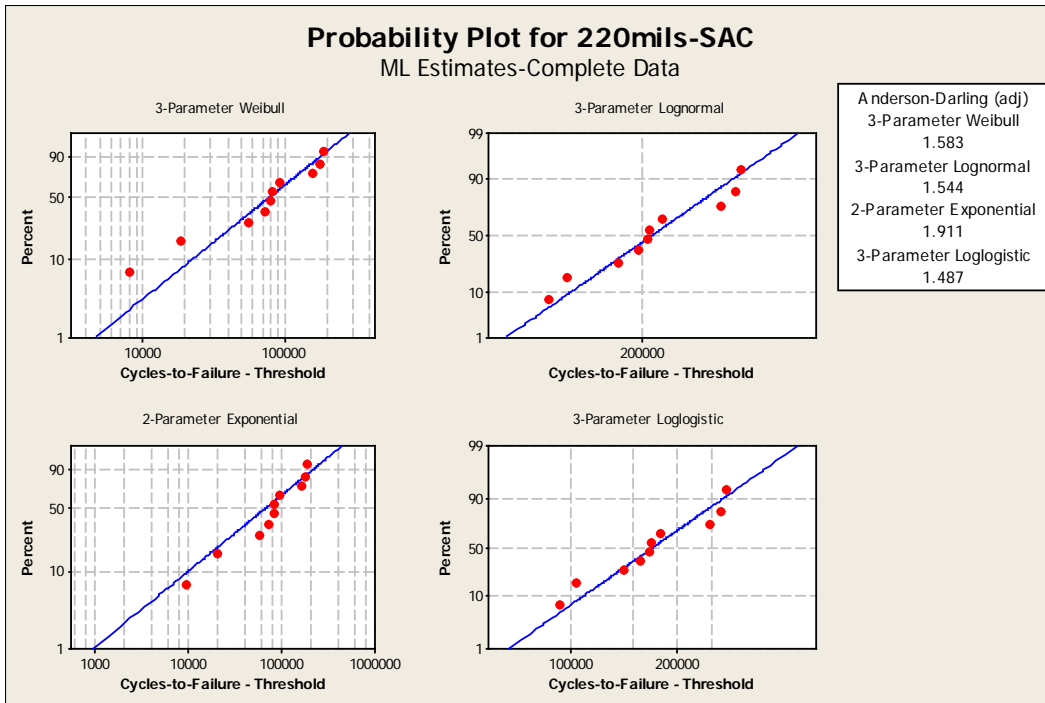 Probability Plot for 220mils-SAC
ML Estimates-Complete Data
3-Parameter Weibull
Percent
90
50
10
1
10000 100000
Cycles-to-Failure - Threshold
3-Parameter Lognormal
Percent
99
90
50
10
1
200000
Cycles-to-Failure - Threshold
Anderson-Darling (adj)
3-Parameter Weibull
1.583
3-Parameter Lognormal
1.544
2-Parameter Exponential
1.911
3-Parameter Loglogistic
1.487
2-Parameter Exponential
Percent
90
50
10
1
1000 10000 100000 1000000
Cycles-to-Failure - Threshold
3-Parameter Loglogistic
Percent
99
90
50
10
1
100000 200000
Cycles-to-Failure - Threshold